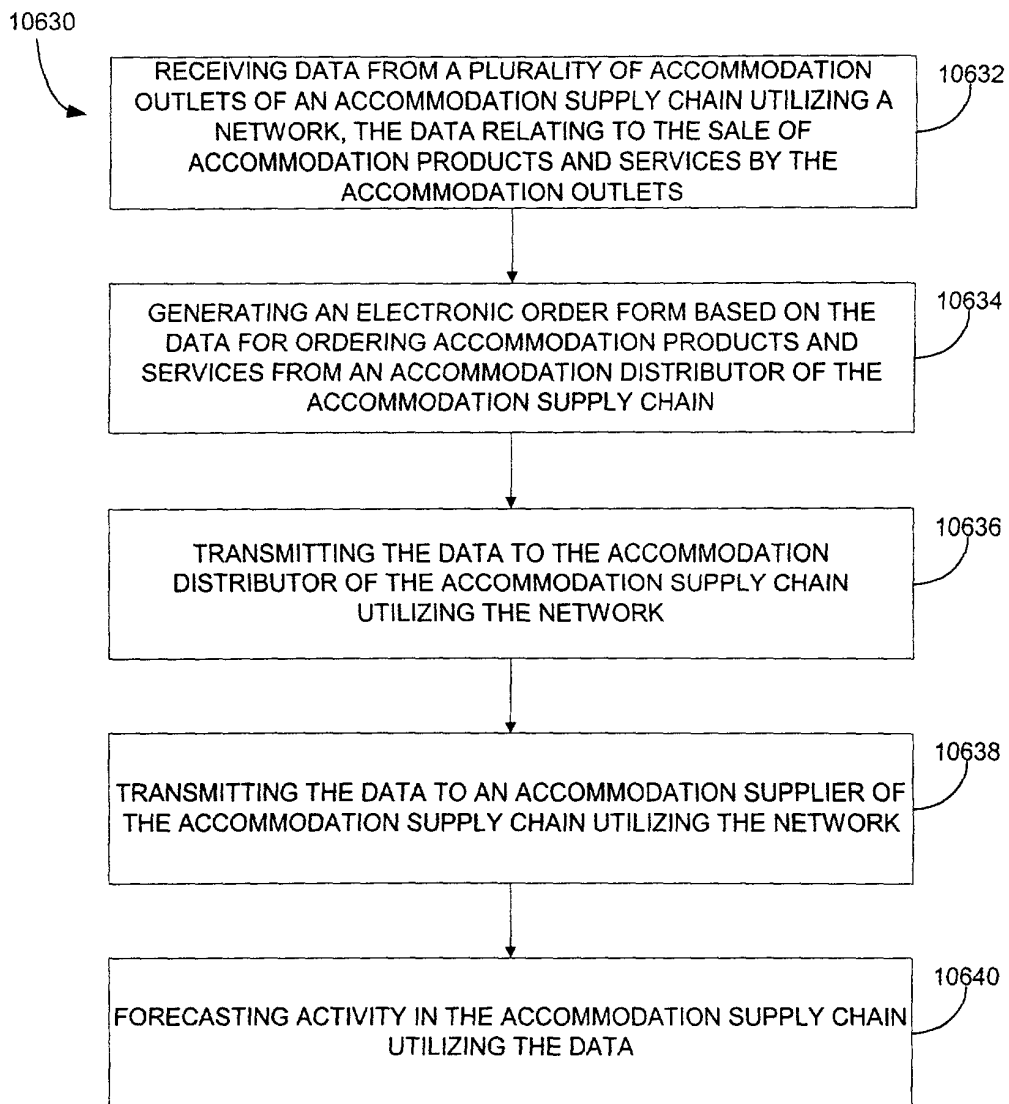 10630
RECEIVING DATA FROM A PLURALITY OF ACCOMMODATION
OUTLETS OF AN ACCOMMODATION SUPPLY CHAIN UTILIZING A
NETWORK, THE DATA RELATING TO THE SALE OF
ACCOMMODATION PRODUCTS AND SERVICES BY THE
ACCOMMODATION OUTLETS
10632
GENERATING AN ELECTRONIC ORDER FORM BASED ON THE
DATA FOR ORDERING ACCOMMODATION PRODUCTS AND
SERVICES FROM AN ACCOMMODATION DISTRIBUTOR OF THE
ACCOMMODATION SUPPLY CHAIN
10634
TRANSMITTING THE DATA TO THE ACCOMMODATION
DISTRIBUTOR OF THE ACCOMMODATION SUPPLY CHAIN
UTILIZING THE NETWORK
10636
TRANSMITTING THE DATA TO AN ACCOMMODATION SUPPLIER OF
THE ACCOMMODATION SUPPLY CHAIN UTILIZING THE NETWORK
10638
FORECASTING ACTIVITY IN THE ACCOMMODATION SUPPLY CHAIN
UTILIZING THE DATA
10640